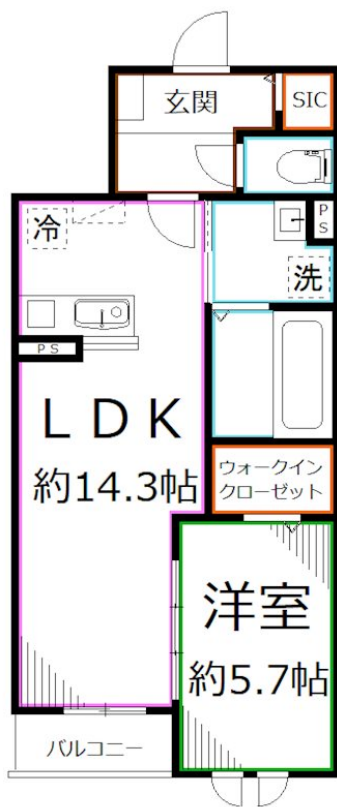 玄関
SIC
冷
PS
洗
PS
LDK
約14.3帖
ウォークイン
クローゼット
洋室
約5.7帖
バルコニー